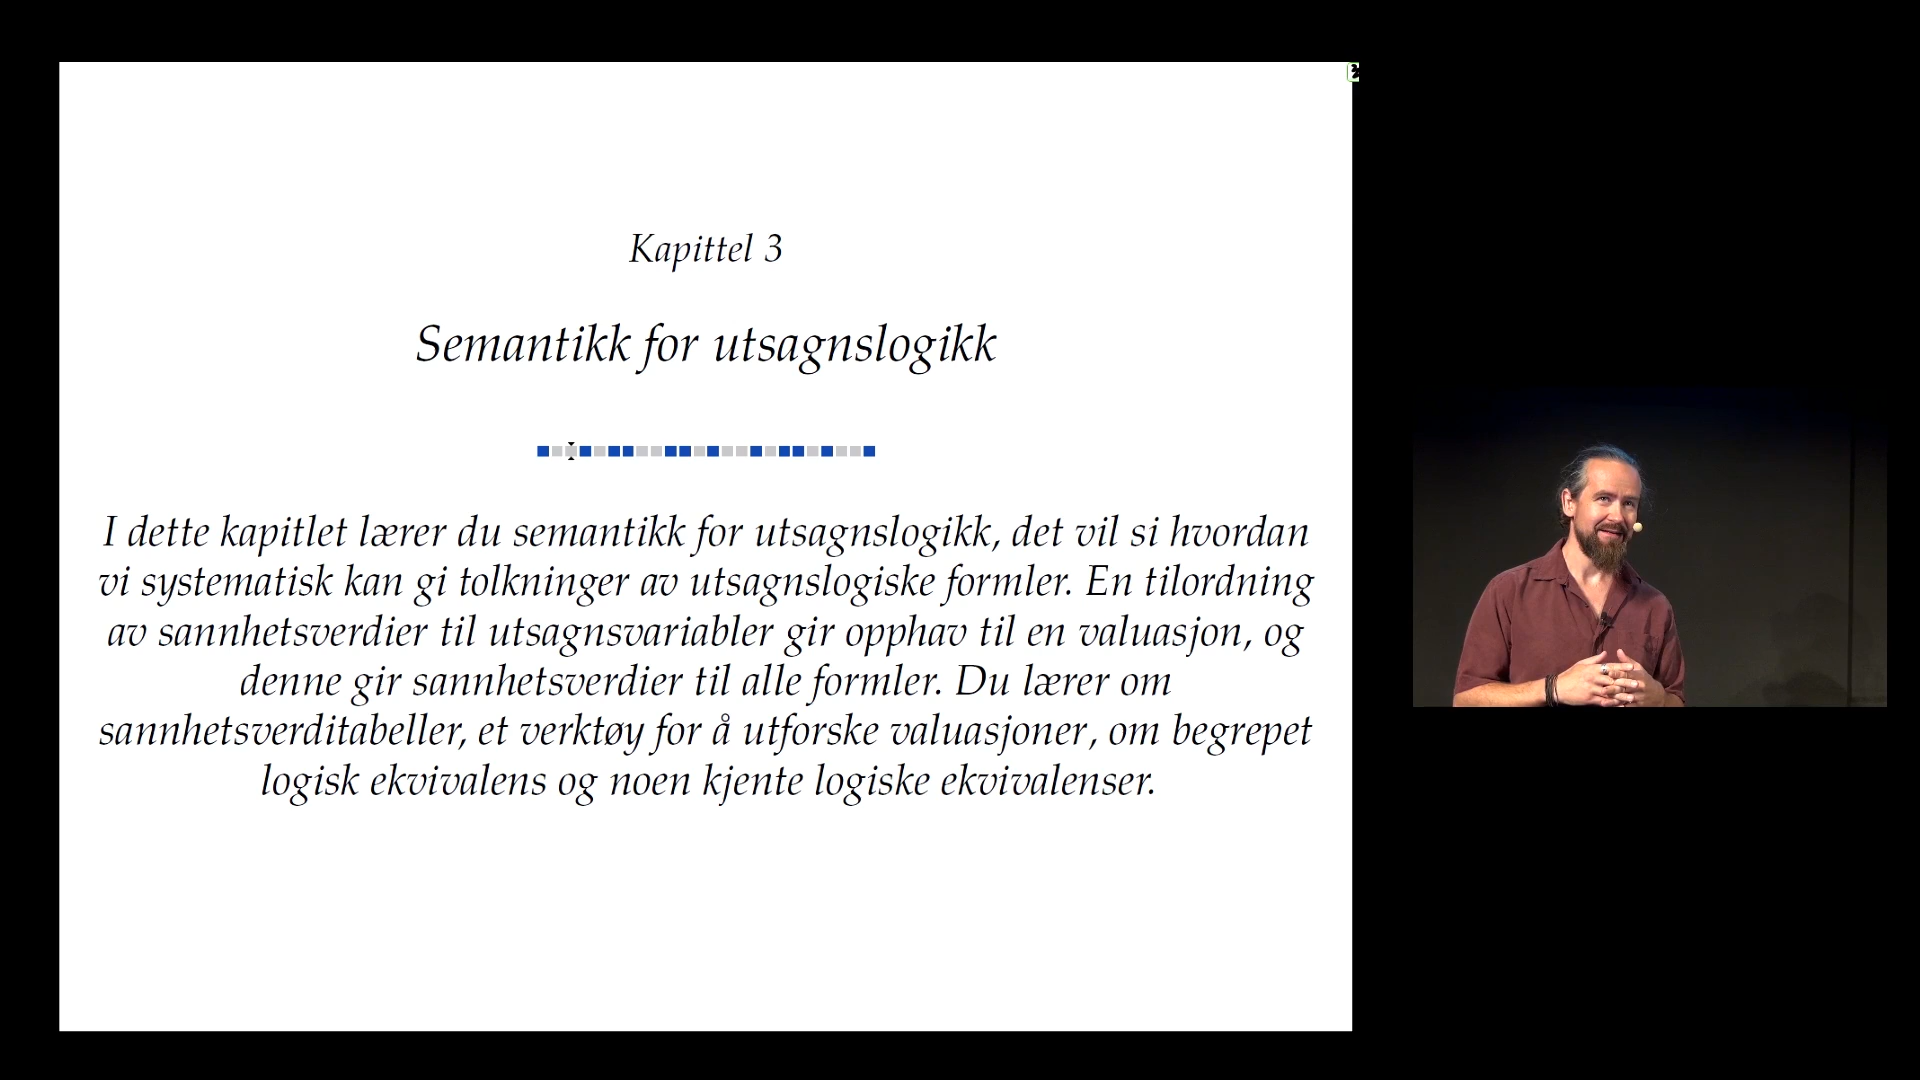 Kapittel 3
Semantikk for utsagnslogikk
I dette kapitlet lærer du semantikk for utsagnslogikk, det vil si hvordan
vi systematisk kan gi tolkninger av utsagnslogiske formler. En tilordning
av sannhetsverdier til utsagnsvariabler gir opphav til en valuasjon, og
denne gir sannhetsverdier til alle formler. Du lærer om
sannhetsverditabeller, et verktøy for å utforske valuasjoner, om begrepet
logisk ekvivalens og noen kjente logiske ekvivalenser.